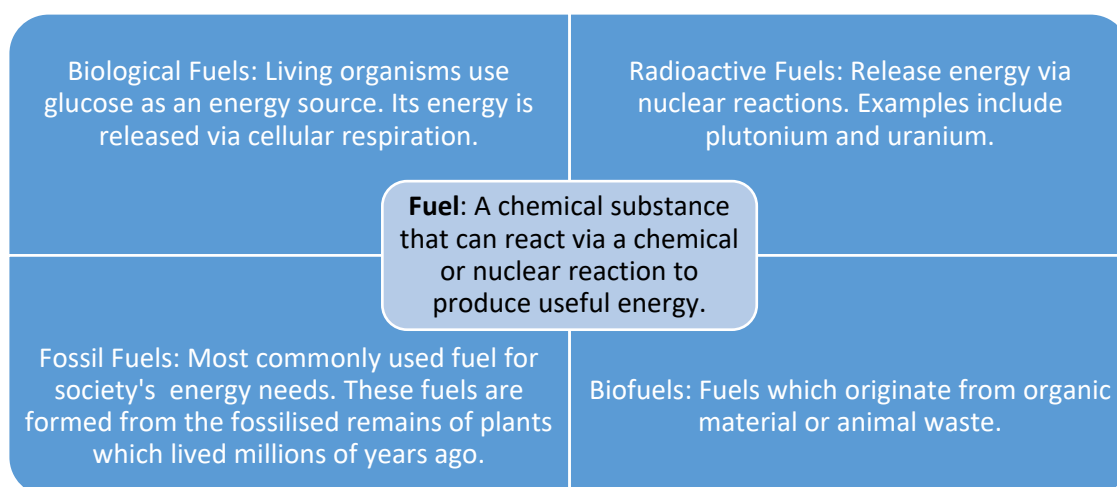 Biological Fuels: Living organisms use
glucose as an energy source. Its energy is
released via cellular respiration.
Radioactive Fuels: Release energy via
nuclear reactions. Examples include
plutonium and uranium.
Fuel: A chemical substance
that can react via a chemical
or nuclear reaction to
produce useful energy.
Fossil Fuels: Most commonly used fuel for
society's  energy needs. These fuels are
formed from the fossilised remains of plants
which lived millions of years ago.
Biofuels: Fuels which originate from organic
material or animal waste.